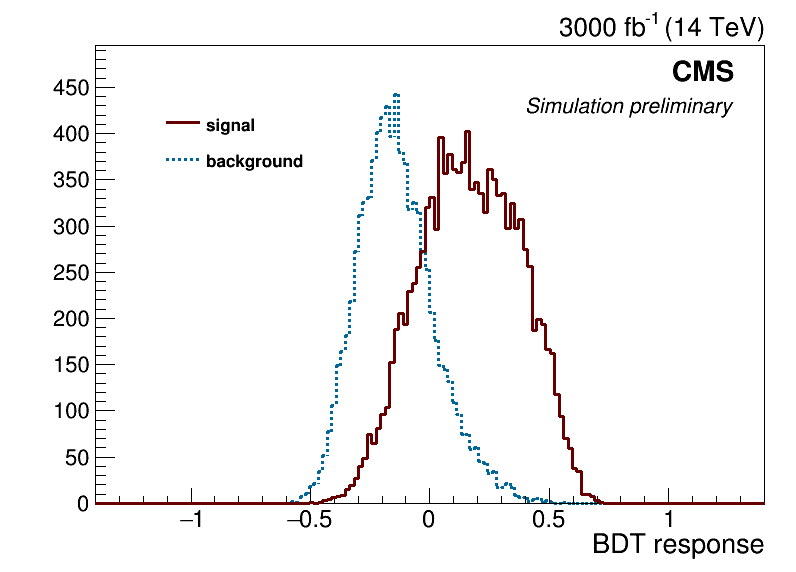 3000 fb⁻¹ (14 TeV)
CMS
Simulation preliminary
signal
background
450
400
350
300
250
200
150
100
50
0
−1 −0.5 0 0.5 1
BDT response